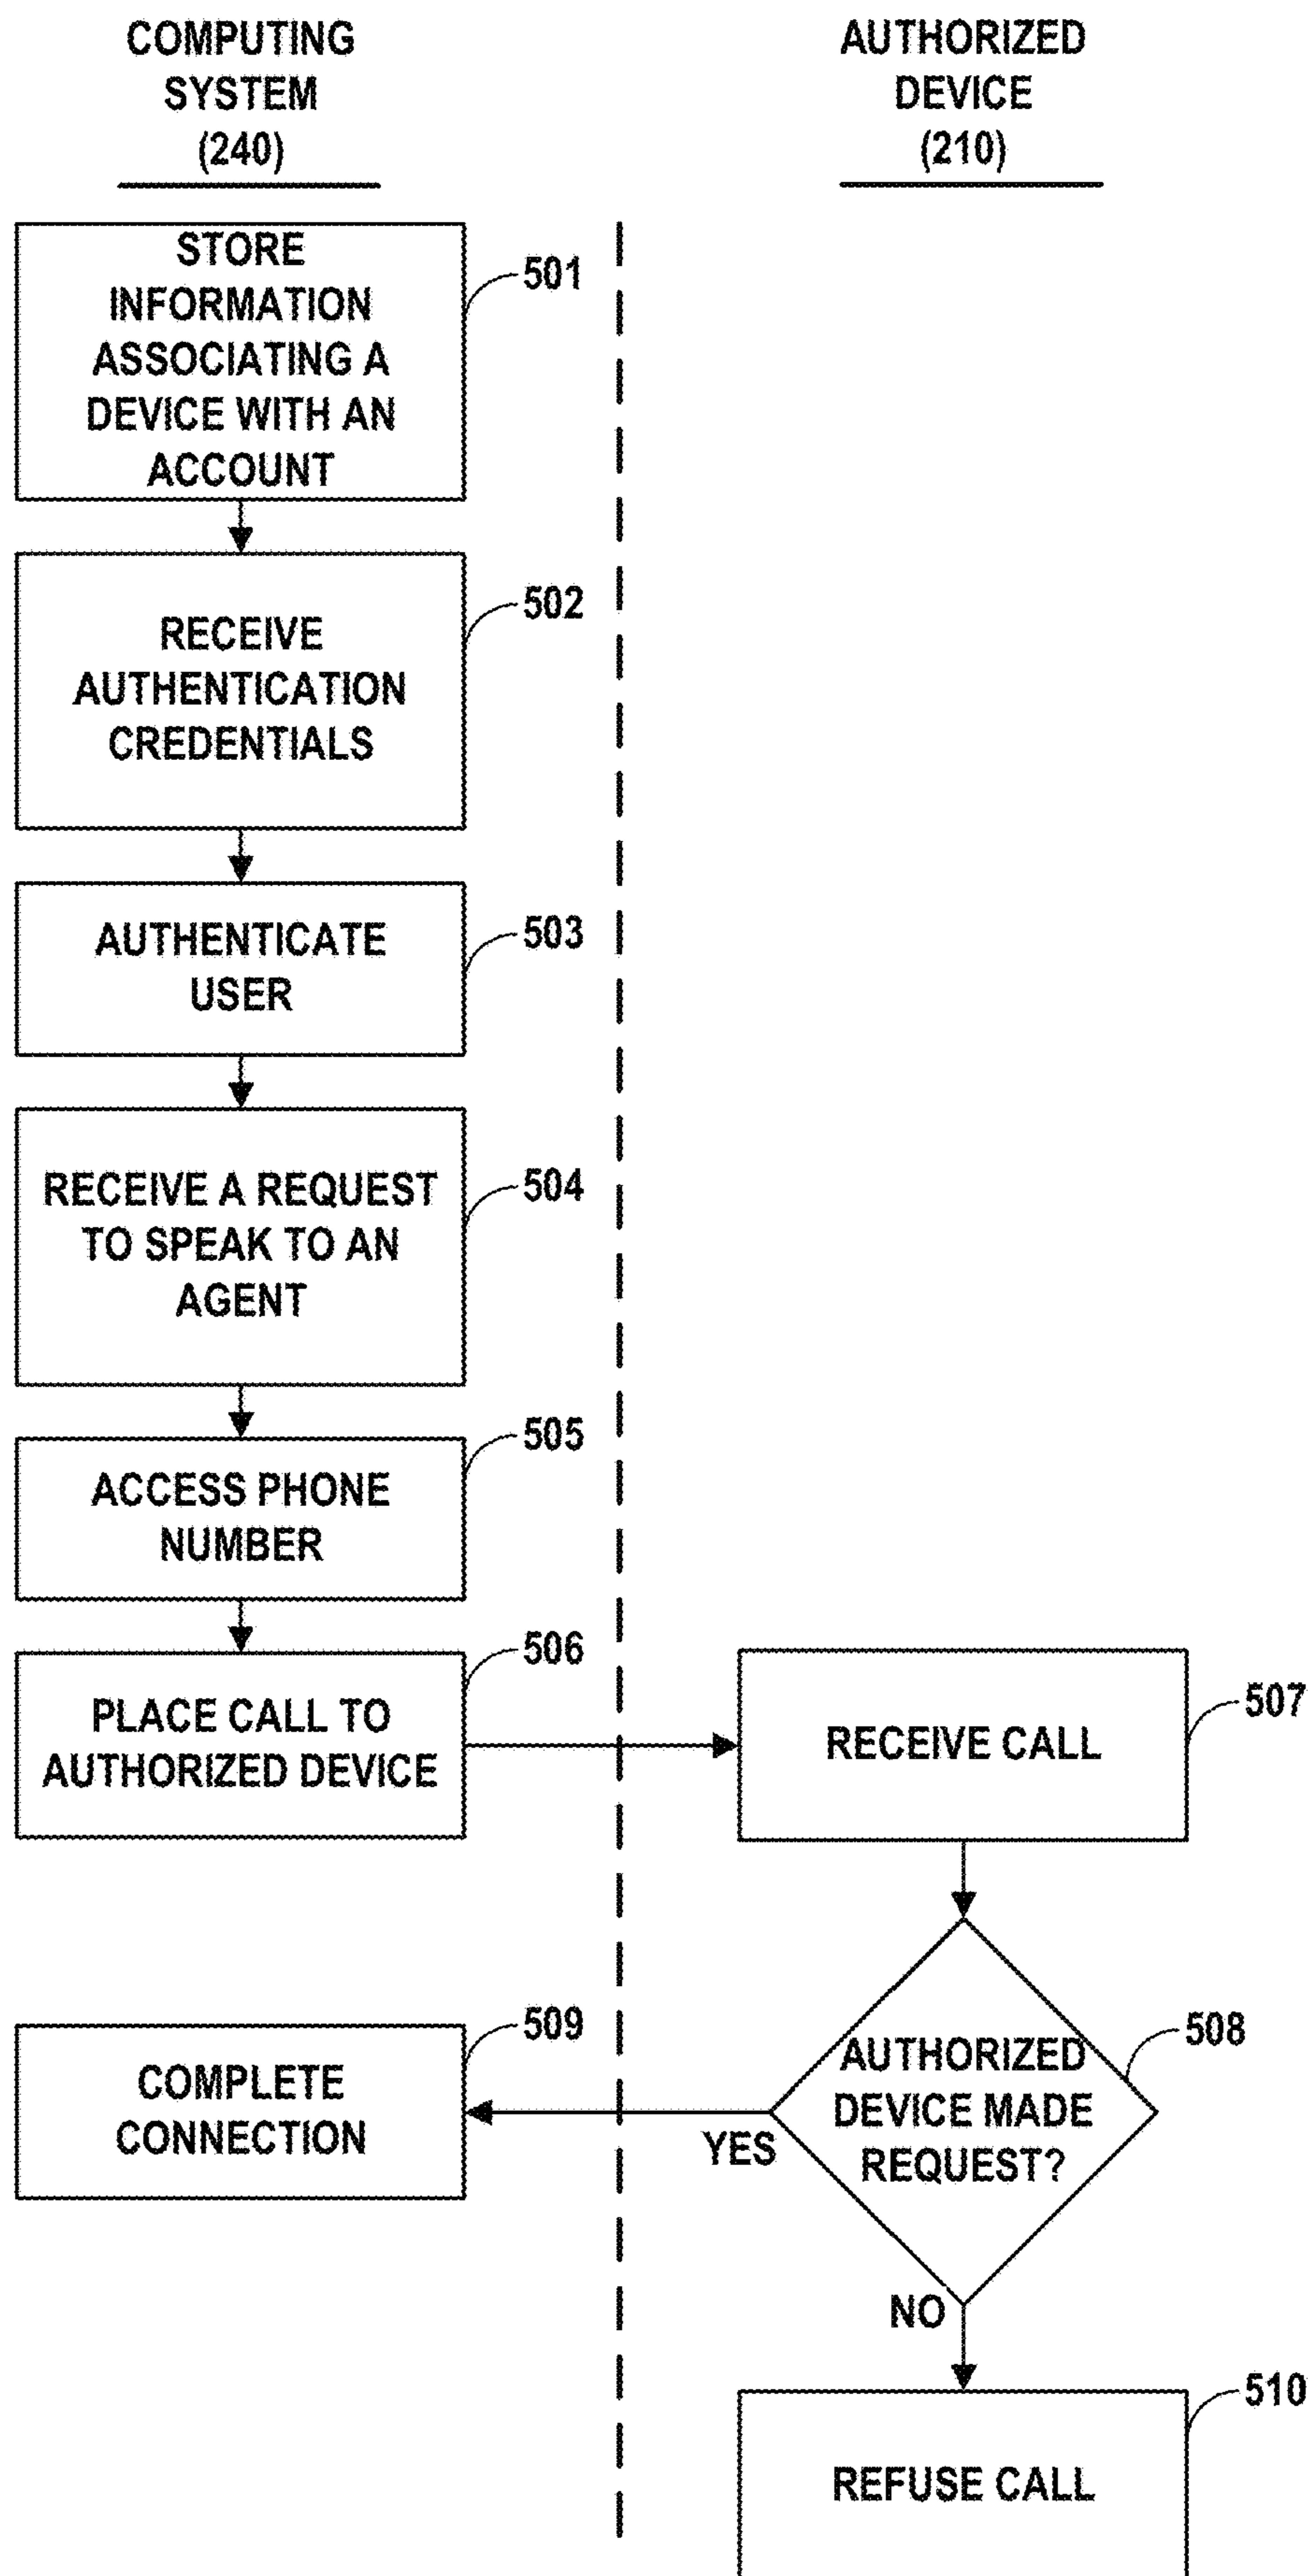 COMPUTING
SYSTEM
(240)
AUTHORIZED
DEVICE
(210)
STORE
INFORMATION
ASSOCIATING A
DEVICE WITH AN
ACCOUNT
501
RECEIVE
AUTHENTICATION
CREDENTIALS
502
AUTHENTICATE
USER
503
RECEIVE A REQUEST
TO SPEAK TO AN
AGENT
504
ACCESS PHONE
NUMBER
505
PLACE CALL TO
AUTHORIZED DEVICE
506
RECEIVE CALL
507
AUTHORIZED
DEVICE MADE
REQUEST?
508
YES
COMPLETE
CONNECTION
509
NO
REFUSE CALL
510